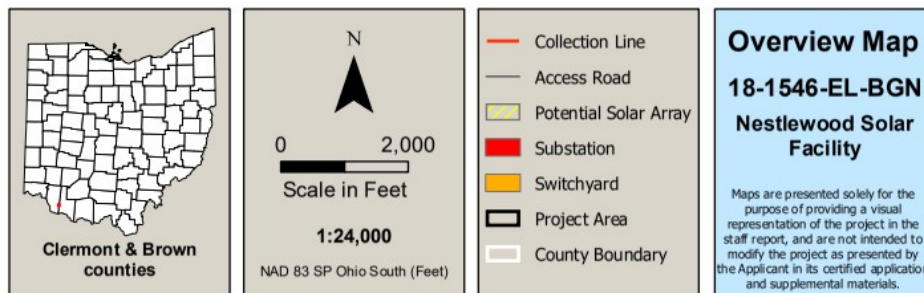 Clermont & Brown
counties
N
0 2,000
Scale in Feet
1:24,000
NAD 83 SP Ohio South (Feet)
Collection Line
Access Road
Potential Solar Array
Substation
Switchyard
Project Area
County Boundary
Overview Map
18-1546-EL-BGN
Nestlewood Solar
Facility
Maps are presented solely for the
purpose of providing a visual
representation of the project in the
staff report, and are not intended to
modify the project as presented by
the Applicant in its certified application
and supplemental materials.